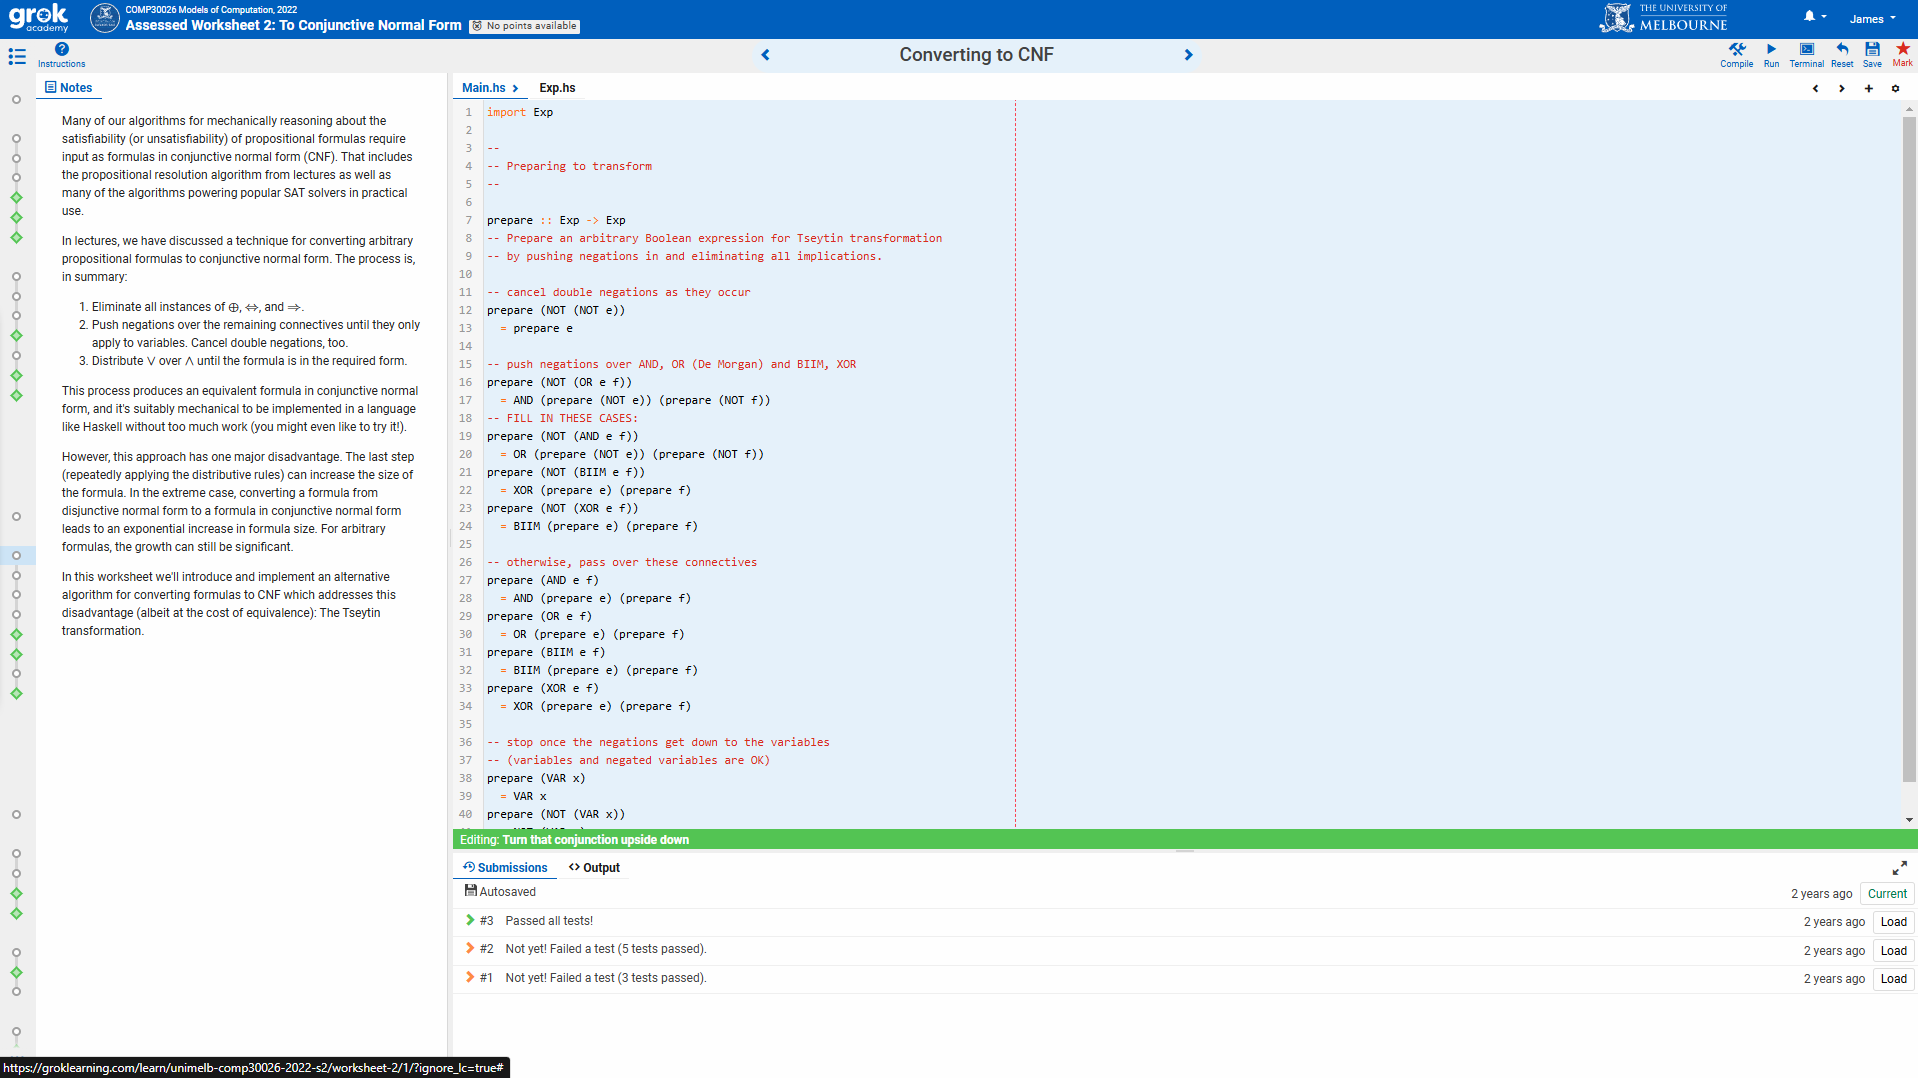 grok
academy
COMP30026 Models of Computation, 2022
Assessed Worksheet 2: To Conjunctive Normal Form
No points available
THE UNIVERSITY OF
MELBOURNE
James
Instructions
Converting to CNF
Compile
Run
Terminal
Reset
Save
Mark
Notes
Many of our algorithms for mechanically reasoning about the
satisfiability (or unsatisfiability) of propositional formulas require
input as formulas in conjunctive normal form (CNF). That includes
the propositional resolution algorithm from lectures as well as
many of the algorithms powering popular SAT solvers in practical
use.
In lectures, we have discussed a technique for converting arbitrary
propositional formulas to conjunctive normal form. The process is,
in summary:
1. Eliminate all instances of ⊕, ⇔, and ⇒.
2. Push negations over the remaining connectives until they only
apply to variables. Cancel double negations, too.
3. Distribute ∨ over ∧ until the formula is in the required form.
This process produces an equivalent formula in conjunctive normal
form, and it's suitably mechanical to be implemented in a language
like Haskell without too much work (you might even like to try it!).
However, this approach has one major disadvantage. The last step
(repeatedly applying the distributive rules) can increase the size of
the formula. In the extreme case, converting a formula from
disjunctive normal form to a formula in conjunctive normal form
leads to an exponential increase in formula size. For arbitrary
formulas, the growth can still be significant.
In this worksheet we'll introduce and implement an alternative
algorithm for converting formulas to CNF which addresses this
disadvantage (albeit at the cost of equivalence): The Tseytin
transformation.
Main.hs
Exp.hs
1 import Exp
2
3 --
4 -- Preparing to transform
5 --
6
7 prepare :: Exp -> Exp
8 -- Prepare an arbitrary Boolean expression for Tseytin transformation
9 -- by pushing negations in and eliminating all implications.
10
11 -- cancel double negations as they occur
12 prepare (NOT (NOT e))
13   = prepare e
14
15 -- push negations over AND, OR (De Morgan) and BIIM, XOR
16 prepare (NOT (OR e f))
17   = AND (prepare (NOT e)) (prepare (NOT f))
18 -- FILL IN THESE CASES:
19 prepare (NOT (AND e f))
20   = OR (prepare (NOT e)) (prepare (NOT f))
21 prepare (NOT (BIIM e f))
22   = XOR (prepare e) (prepare f)
23 prepare (NOT (XOR e f))
24   = BIIM (prepare e) (prepare f)
25
26 -- otherwise, pass over these connectives
27 prepare (AND e f)
28   = AND (prepare e) (prepare f)
29 prepare (OR e f)
30   = OR (prepare e) (prepare f)
31 prepare (BIIM e f)
32   = BIIM (prepare e) (prepare f)
33 prepare (XOR e f)
34   = XOR (prepare e) (prepare f)
35
36 -- stop once the negations get down to the variables
37 -- (variables and negated variables are OK)
38 prepare (VAR x)
39   = VAR x
40 prepare (NOT (VAR x))
Editing: Turn that conjunction upside down
Submissions
Output
Autosaved 2 years ago Current
#3 Passed all tests! 2 years ago Load
#2 Not yet! Failed a test (5 tests passed). 2 years ago Load
#1 Not yet! Failed a test (3 tests passed). 2 years ago Load
https://groklearning.com/learn/unimelb-comp30026-2022-s2/worksheet-2/1/?ignore_lc=true#